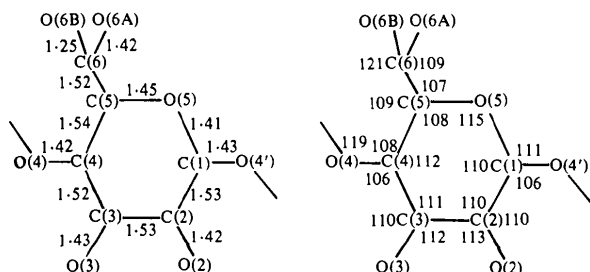 O(6B) O(6A)
1·25 1·42
C(6)
1·52
C(5) 1·45 O(5)
1·54 1·41
1·42 1·43
O(4) C(4) C(1) O(4′)
1·52 1·53
C(3) C(2)
1·53
1·43 1·42
O(3) O(2)
O(6B) O(6A)
121 C(6) 109
107
109 C(5) O(5)
108 115
119 108 111
O(4) C(4) 112 110 C(1) O(4′)
106 106
111 110
110 C(3) C(2) 110
112 113
O(3) O(2)